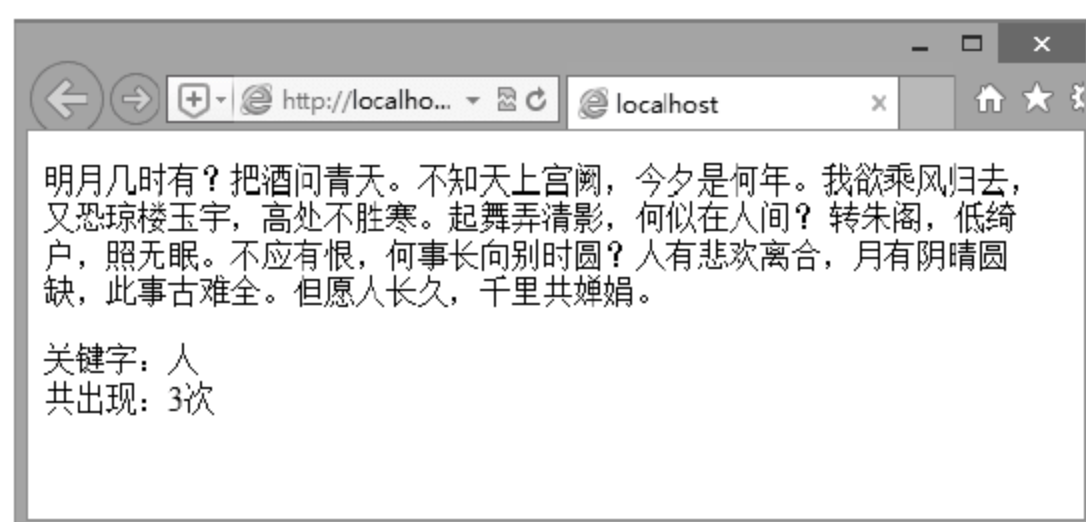 http://localho...
localhost
明月几时有？把酒问青天。不知天上宫阙，今夕是何年。我欲乘风归去，
又恐琼楼玉宇，高处不胜寒。起舞弄清影，何似在人间？ 转朱阁，低绮
户，照无眠。不应有恨，何事长向别时圆？人有悲欢离合，月有阴晴圆
缺，此事古难全。但愿人长久，千里共婵娟。
关键字：人
共出现：3次